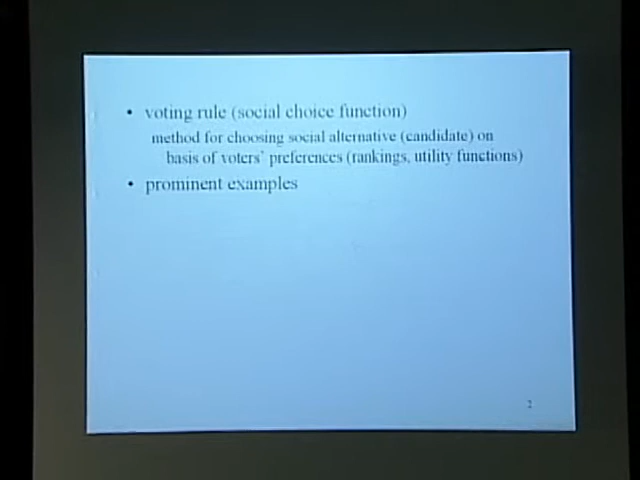 • voting rule (social choice function)
method for choosing social alternative (candidate) on
basis of voters' preferences (rankings, utility functions)
• prominent examples
2